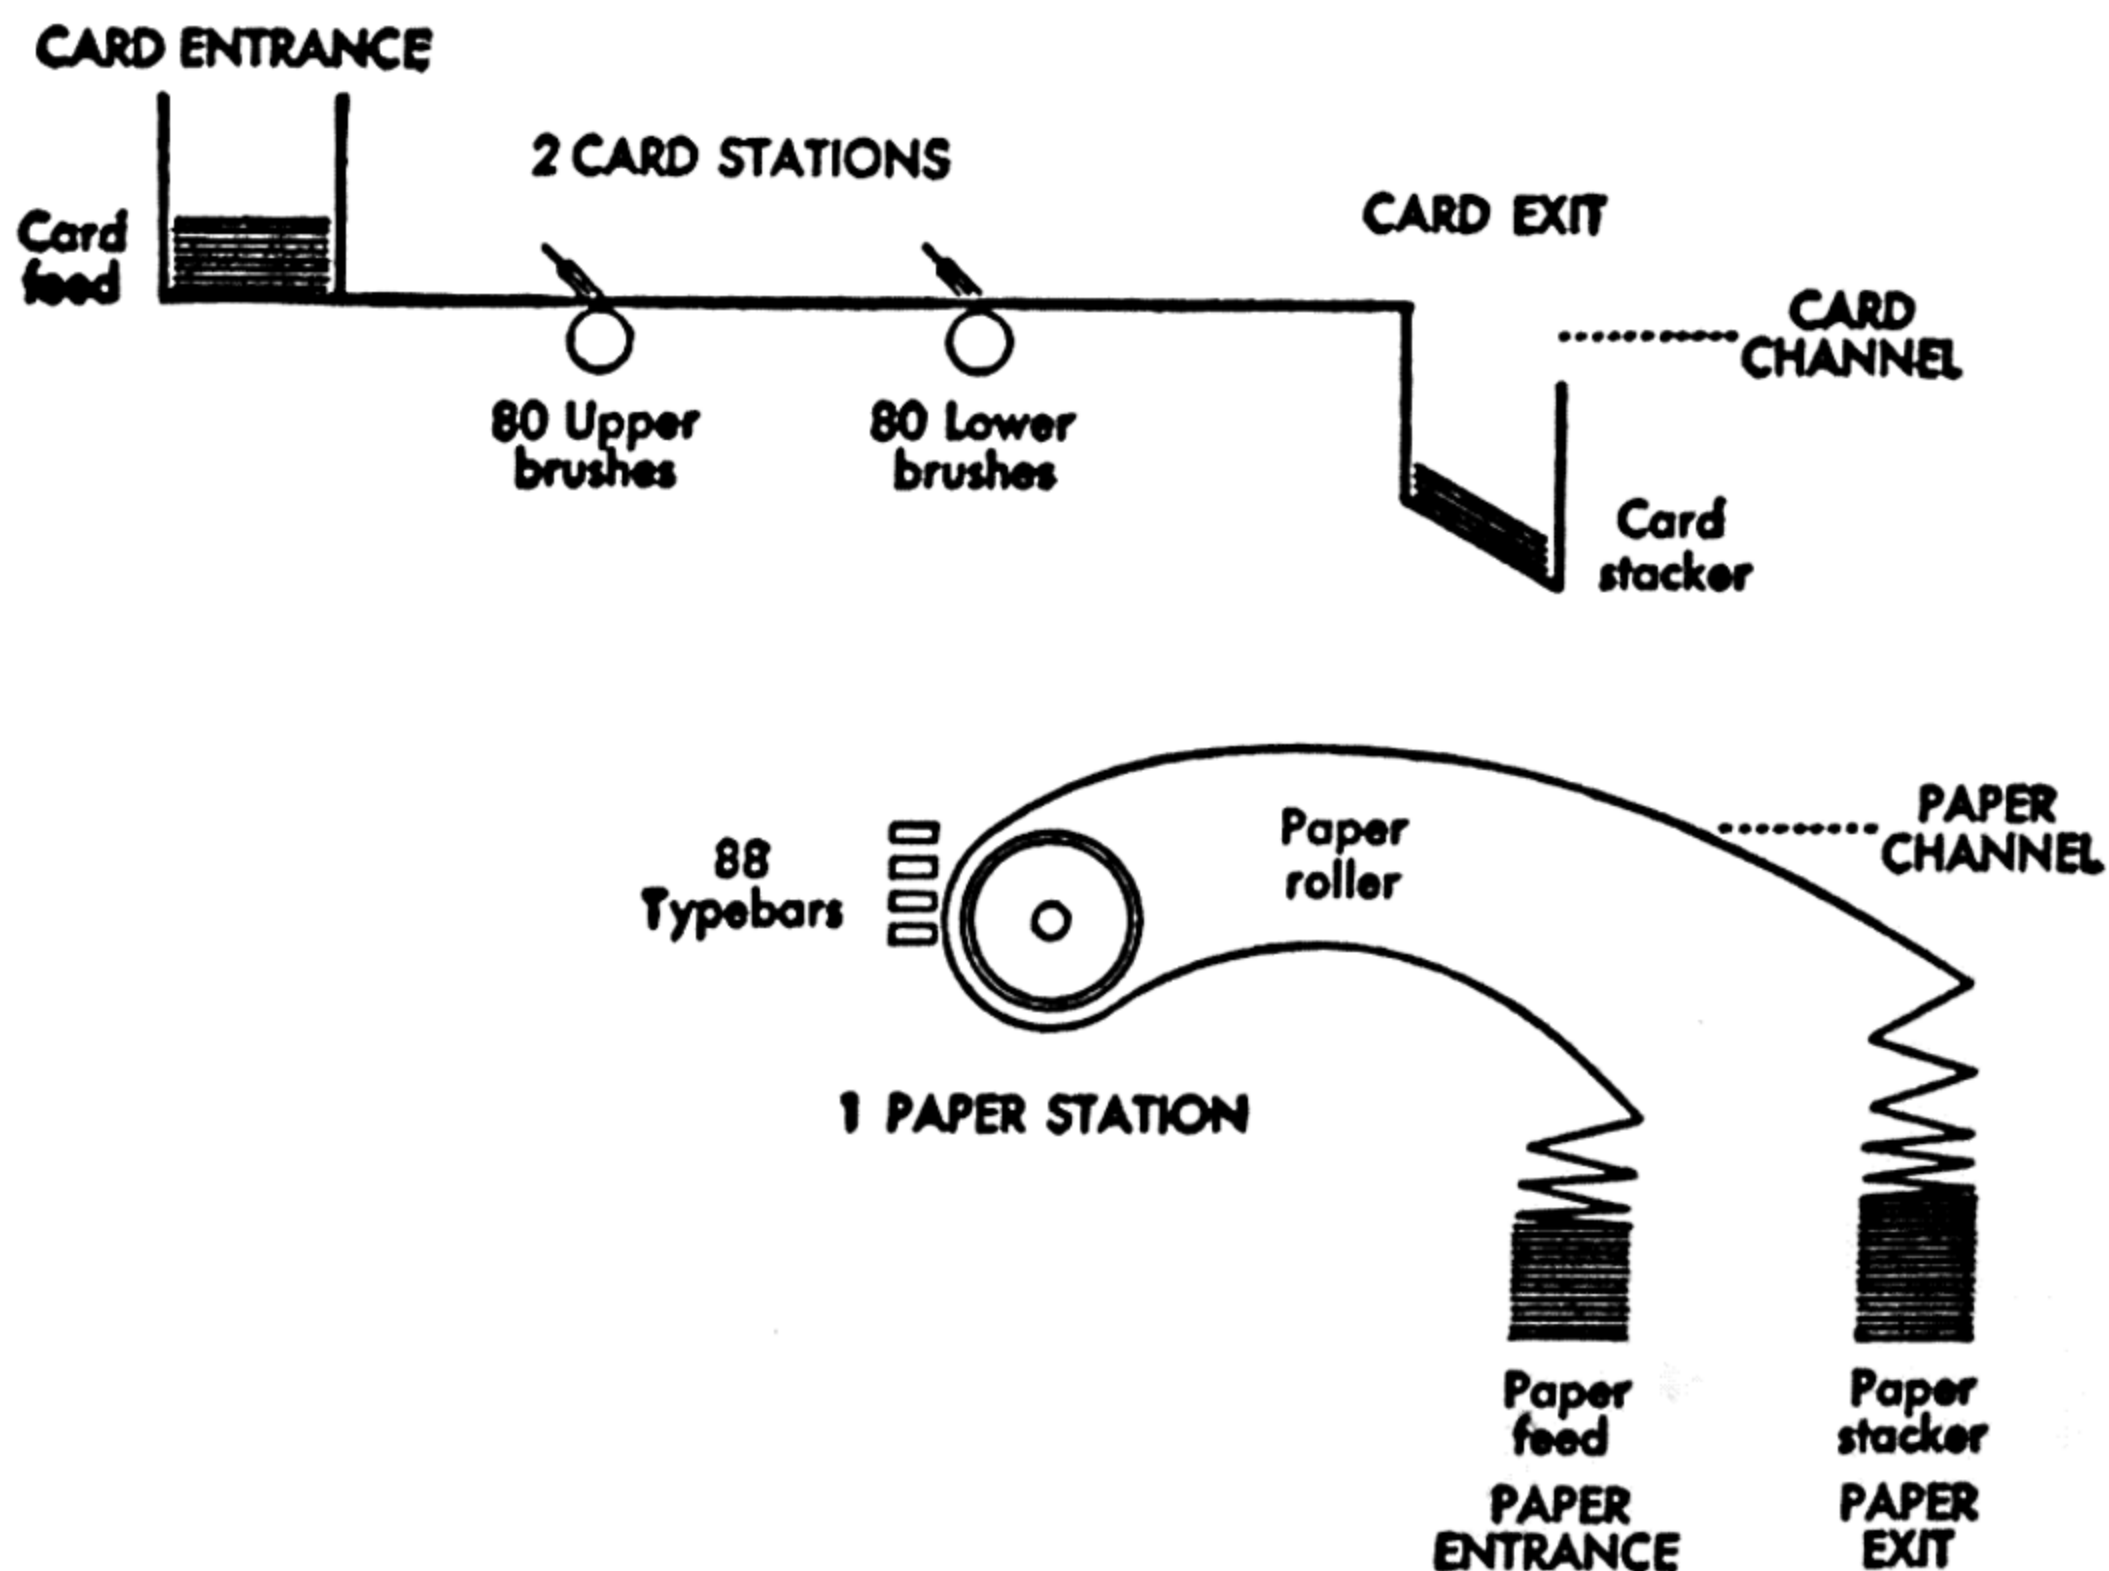 CARD ENTRANCE
2 CARD STATIONS
CARD EXIT
Card
feed
CARD
CHANNEL
80 Upper
brushes
80 Lower
brushes
Card
stacker
88
Typebars
Paper
roller
PAPER
CHANNEL
1 PAPER STATION
Paper
feed
PAPER
ENTRANCE
Paper
stacker
PAPER
EXIT